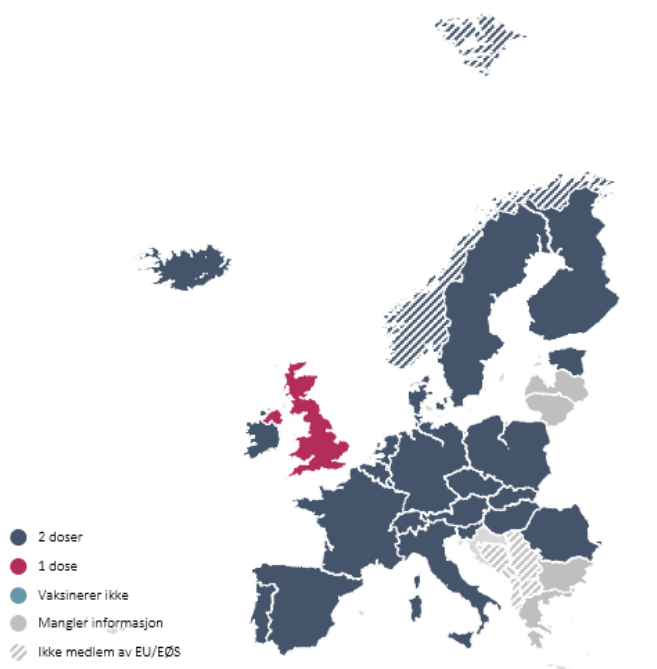 2 doser
1 dose
Vaksinerer ikke
Mangler informasjon
Ikke medlem av EU/EØS